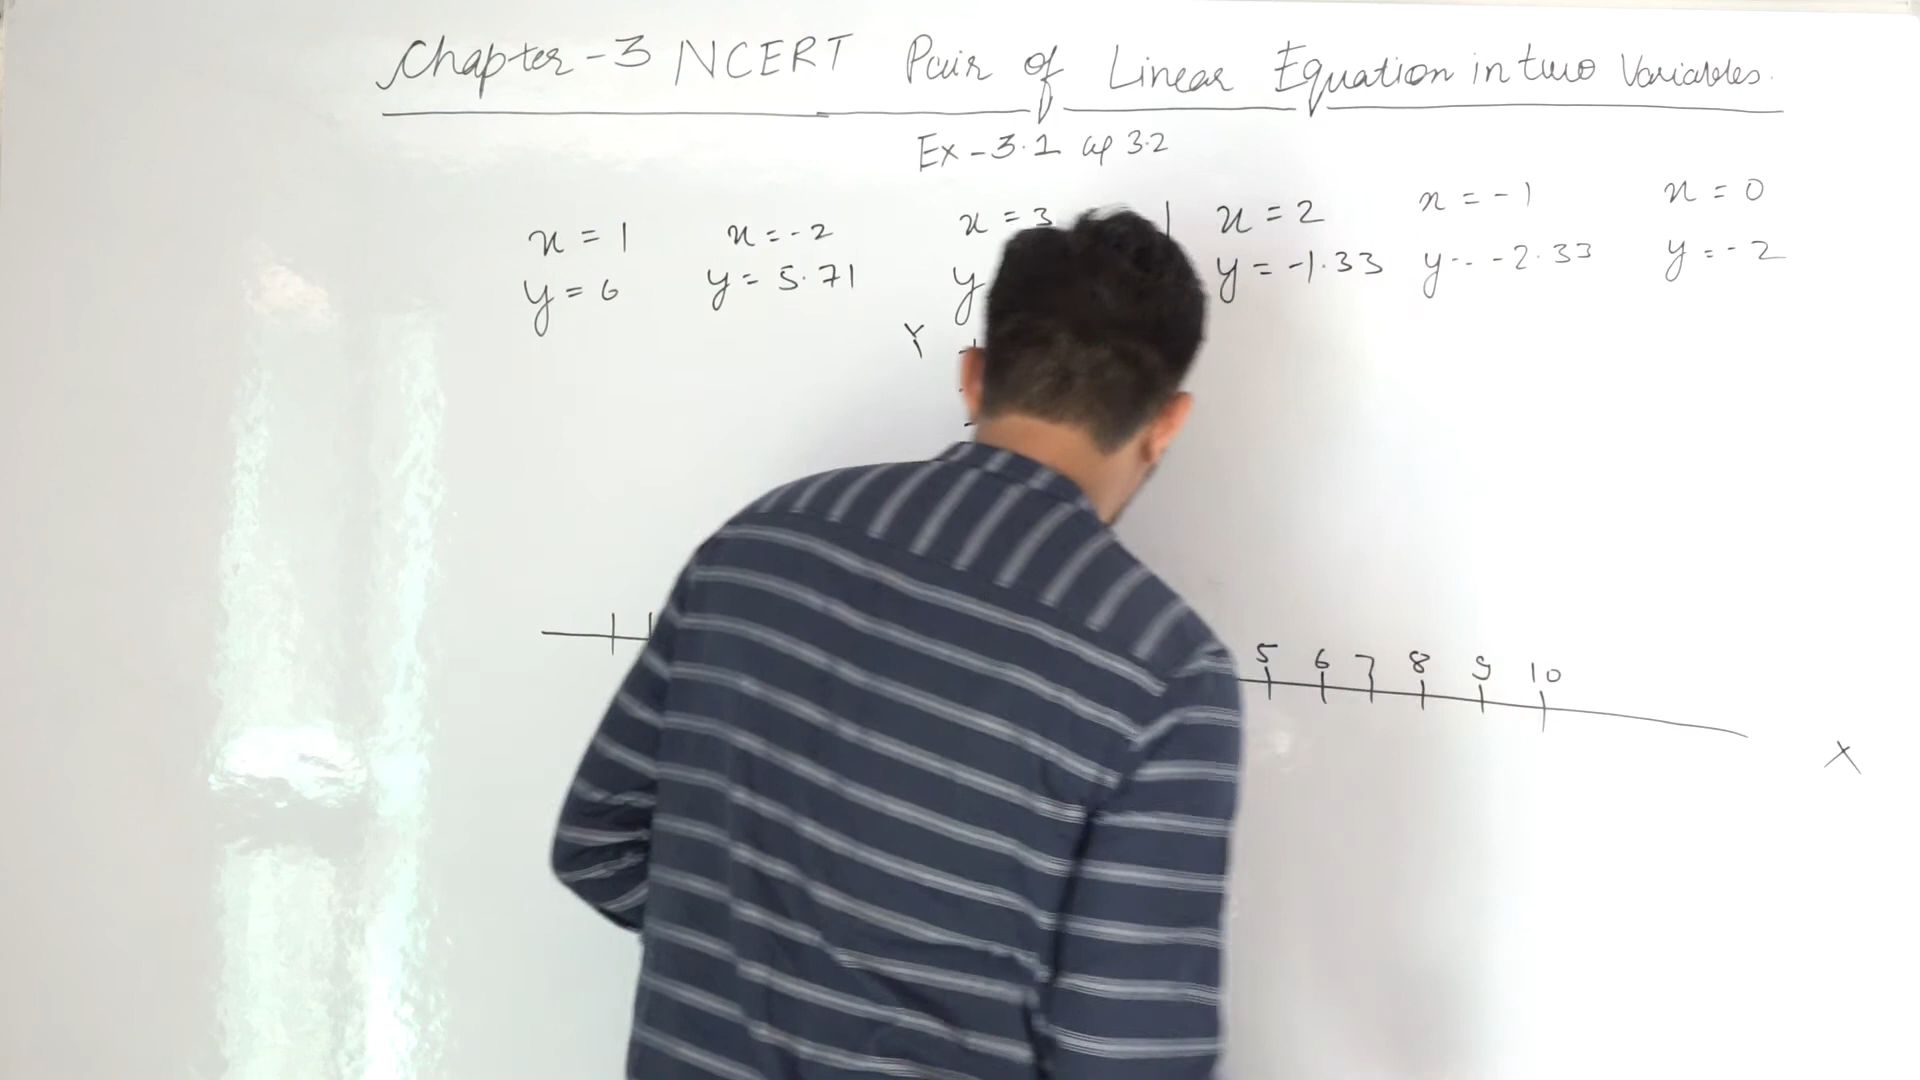 Chapter-3 NCERT Pair of Linear Equation in two Variables.
Ex-3.1 3.2
x = 1 x = -2 x = 3 x = 2 x = -1 x = 0
y = 6 y = 5.71 y y = -1.33 y = -2.33 y = -2
Y
5 6 7 8 9 10
X